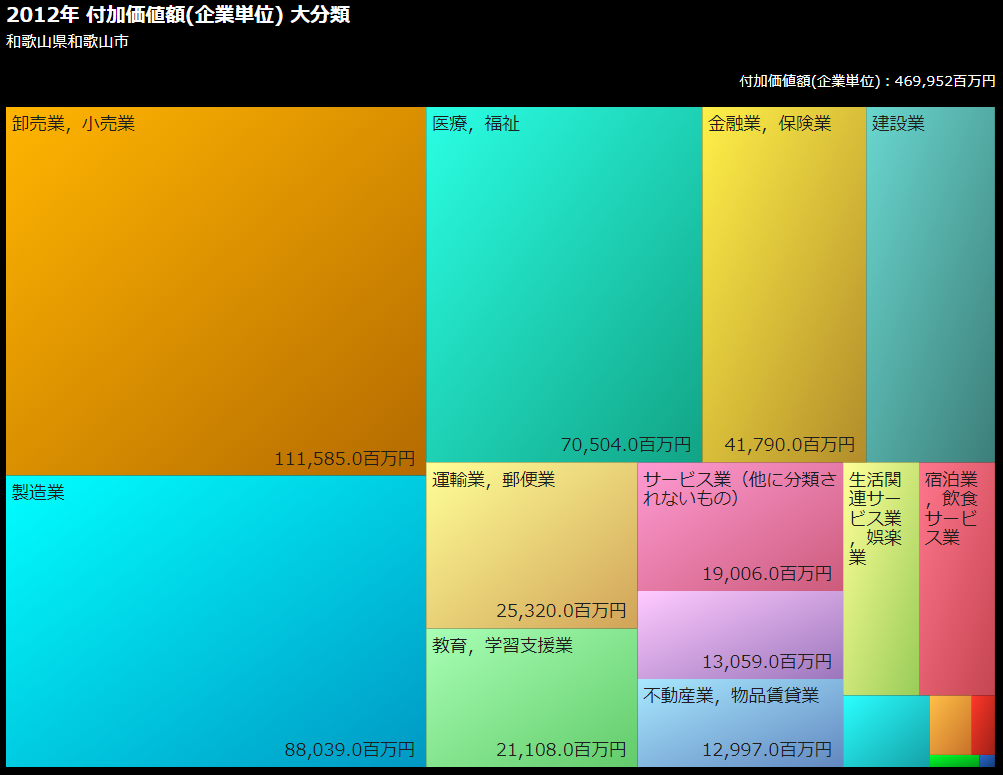 2012年 付加価値額(企業単位) 大分類
和歌山県和歌山市
付加価値額(企業単位) : 469,952百万円
卸売業，小売業
111,585.0百万円
医療，福祉
70,504.0百万円
金融業，保険業
41,790.0百万円
建設業
製造業
88,039.0百万円
運輸業，郵便業
25,320.0百万円
サービス業（他に分類さ
れないもの）
19,006.0百万円
生活関
連サー
ビス業
，娯楽
業
宿泊業
，飲食
サービ
ス業
13,059.0百万円
教育，学習支援業
21,108.0百万円
不動産業，物品賃貸業
12,997.0百万円